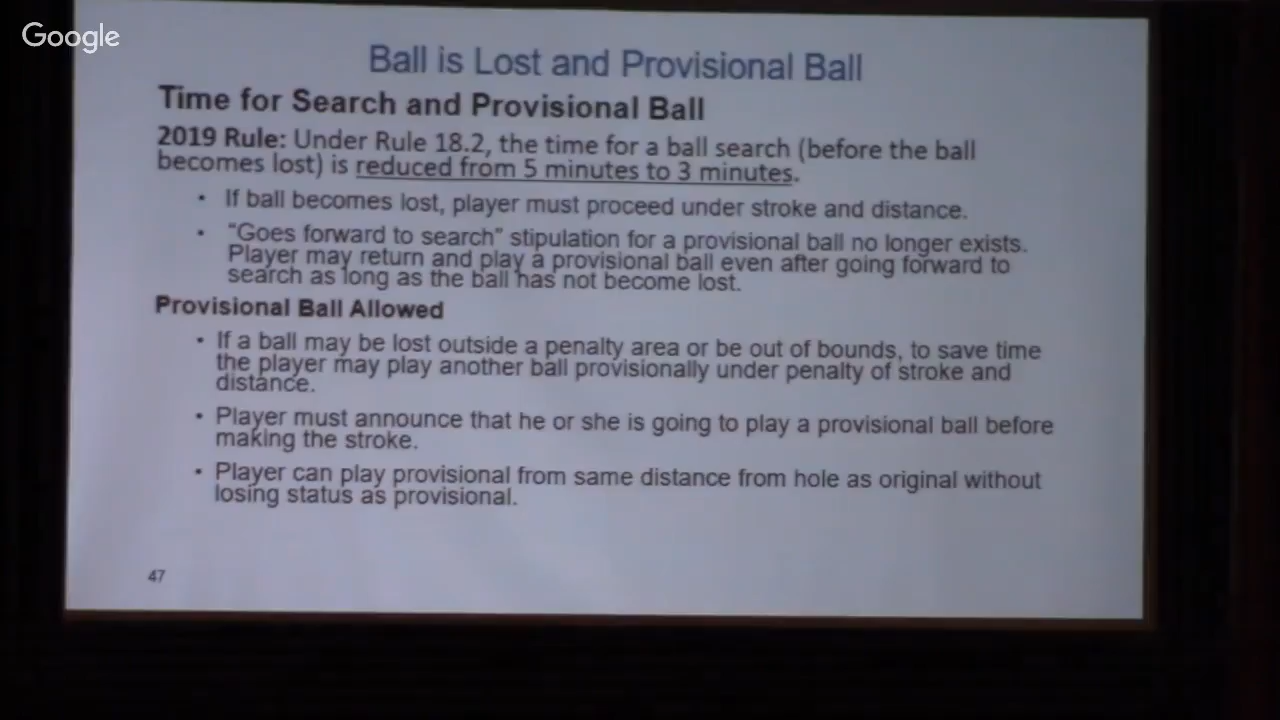 Google
Ball is Lost and Provisional Ball
Time for Search and Provisional Ball
2019 Rule: Under Rule 18.2, the time for a ball search (before the ball
becomes lost) is reduced from 5 minutes to 3 minutes.
• If ball becomes lost, player must proceed under stroke and distance.
• “Goes forward to search” stipulation for a provisional ball no longer exists.
Player may return and play a provisional ball even after going forward to
search as long as the ball has not become lost.
Provisional Ball Allowed
• If a ball may be lost outside a penalty area or be out of bounds, to save time
the player may play another ball provisionally under penalty of stroke and
distance.
• Player must announce that he or she is going to play a provisional ball before
making the stroke.
• Player can play provisional from same distance from hole as original without
losing status as provisional.
47